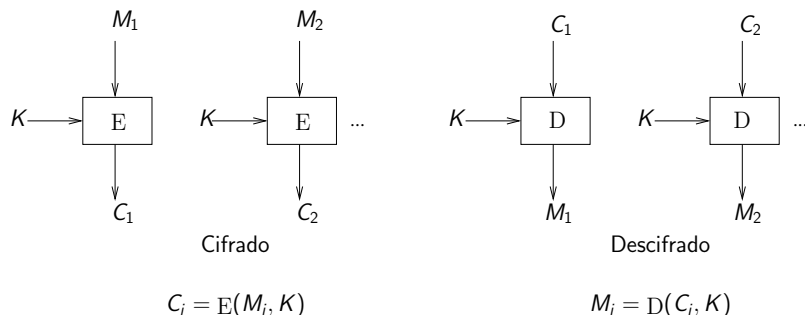 M₁ M₂ C₁ C₂
K E K E ... K D K D ...
C₁ C₂ M₁ M₂
Cifrado Descifrado
Cᵢ = E(Mᵢ, K) Mᵢ = D(Cᵢ, K)